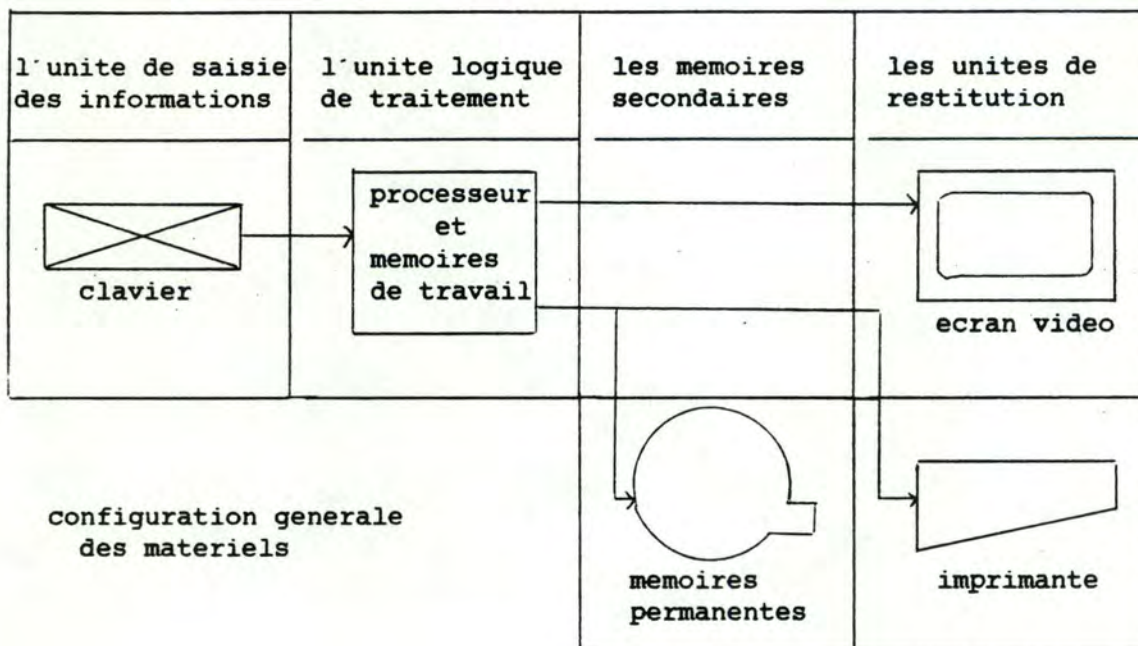 l'unite de saisie
des informations
l'unite logique
de traitement
les memoires
secondaires
les unites de
restitution
clavier
processeur
et
memoires
de travail
ecran video
configuration generale
des materiels
memoires
permanentes
imprimante